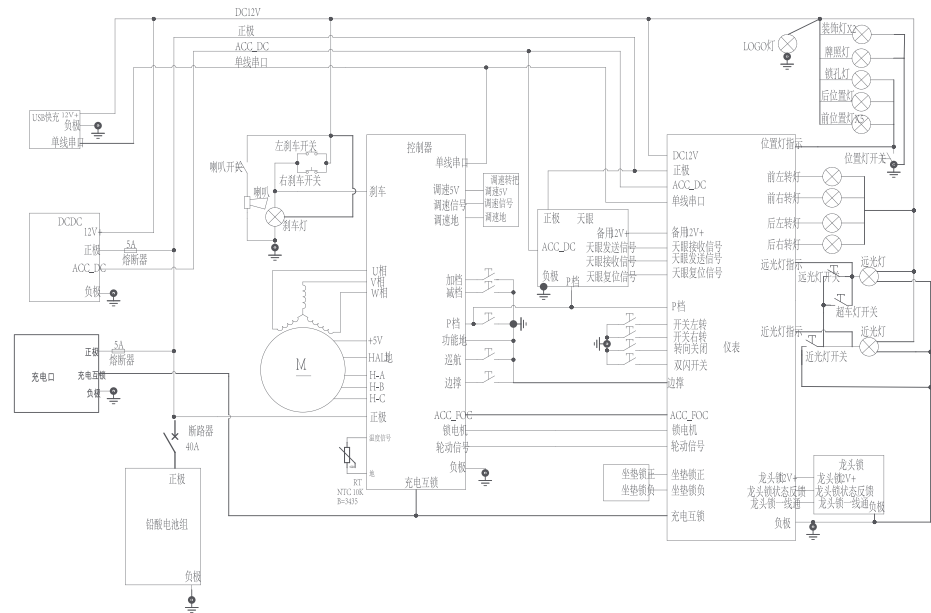 DC12V
正极
ACC_DC
单线串口
USB快充 12V+
负极
单线串口
DCDC
12V+
正极
ACC_DC
负极
5A
熔断器
充电口
正极
充电互锁
负极
5A
熔断器
断路器
40A
正极
铅酸电池组
负极
喇叭开关
喇叭
左刹车开关
右刹车开关
刹车灯
U相
V相
W相
M
温度信号
地
RT
NTC 10K
B=3435
控制器
单线串口
刹车
调速5V
调速信号
调速地
调速转把
调速5V
调速信号
调速地
加档
减档
P档
功能地
巡航
边撑
+5V
HAL地
H-A
H-B
H-C
正极
ACC_FOC
锁电机
轮动信号
负极
充电互锁
正极
天眼
ACC_DC
负极
P档
备用12V+
天眼发送信号
天眼接收信号
天眼复位信号
DC12V
正极
ACC_DC
单线串口
备用12V+
天眼接收信号
天眼发送信号
天眼复位信号
P档
开关左转
开关右转
转向关闭
双闪开关
仪表
边撑
ACC_FOC
锁电机
轮动信号
坐垫锁正
坐垫锁负
坐垫锁正
坐垫锁负
充电互锁
LOGO灯
装饰灯X2
牌照灯
锁孔灯
后位置灯
前位置灯X5
位置灯指示
位置灯开关
前左转灯
前右转灯
后左转灯
后右转灯
远光灯指示
远光灯开关
远光灯
超车灯开关
近光灯指示
近光灯开关
近光灯
龙头锁
龙头锁12V+
龙头锁12V+
龙头锁状态反馈
龙头锁状态反馈
龙头锁一线通
龙头锁一线通
负极
负极